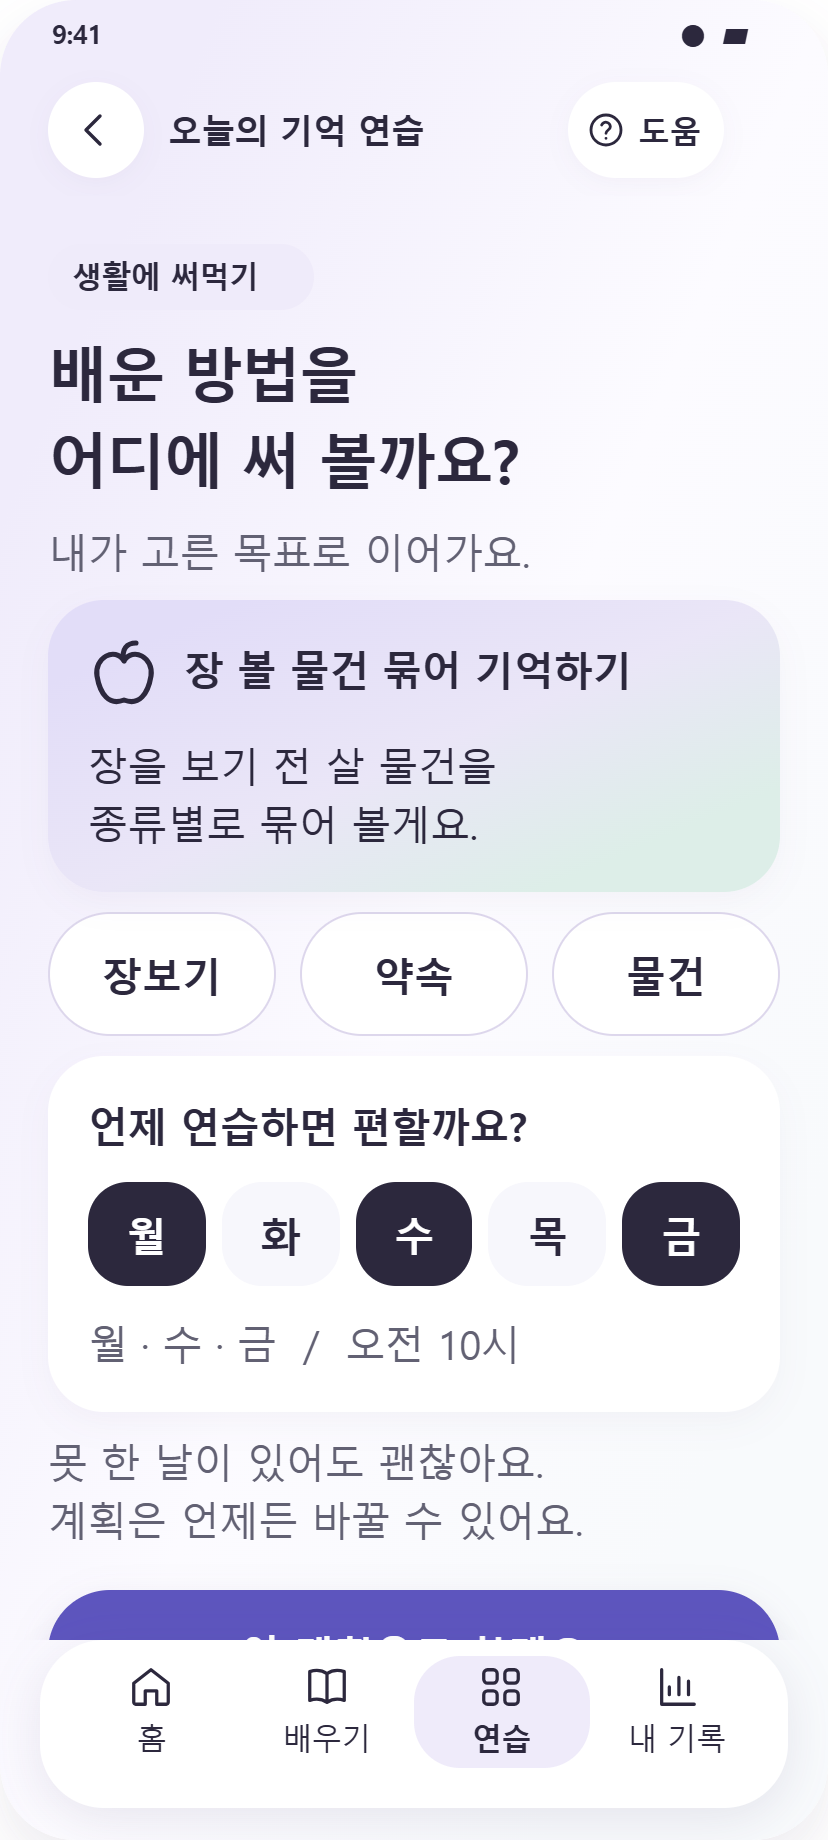 9:41
오늘의 기억 연습
도움
생활에 써먹기
배운 방법을
어디에 써 볼까요?
내가 고른 목표로 이어가요.
장 볼 물건 묶어 기억하기
장을 보기 전 살 물건을
종류별로 묶어 볼게요.
장보기 약속 물건
언제 연습하면 편할까요?
월 화 수 목 금
월 · 수 · 금 / 오전 10시
못 한 날이 있어도 괜찮아요.
계획은 언제든 바꿀 수 있어요.
홈 배우기 연습 내 기록